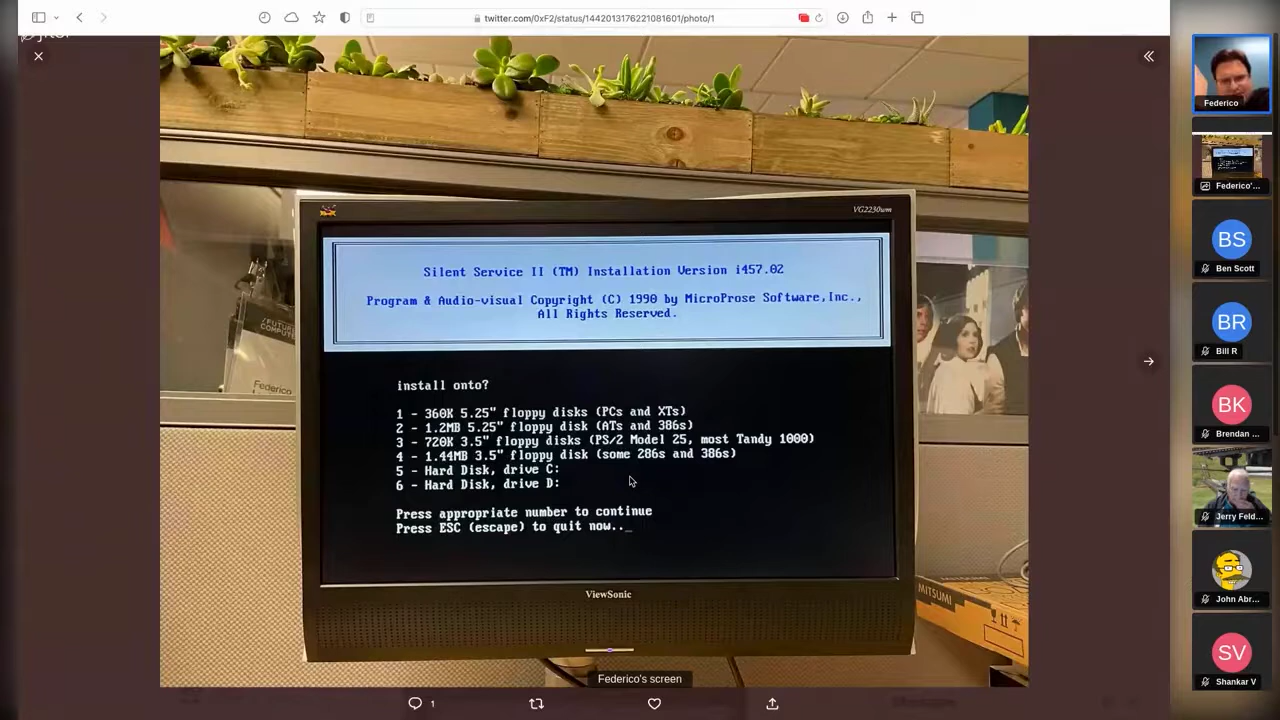 twitter.com/0xF2/status/1442013176221081601/photo/1
VG2230wm
Silent Service II (TM) Installation Version i457.02
Program & Audio-visual Copyright (C) 1990 by MicroProse Software,Inc.,
All Rights Reserved.
install onto?
1 - 360K 5.25" floppy disks (PCs and XTs)
2 - 1.2MB 5.25" floppy disk (ATs and 386s)
3 - 720K 3.5" floppy disks (PS/2 Model 25, most Tandy 1000)
4 - 1.44MB 3.5" floppy disk (some 286s and 386s)
5 - Hard Disk, drive C:
6 - Hard Disk, drive D:
Press appropriate number to continue
Press ESC (escape) to quit now.._
ViewSonic
Federico
MITSUMI
Federico's screen
1
Federico
Federico'...
BS
Ben Scott
BR
Bill R
BK
Brendan ...
Jerry Feld...
John Abr...
SV
Shankar V